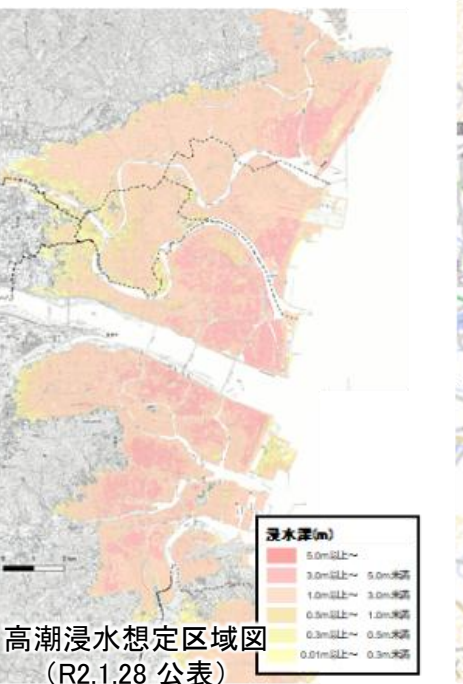 浸水深(m)
5.0m以上～
3.0m以上～ 5.0m未満
1.0m以上～ 3.0m未満
0.5m以上～ 1.0m未満
0.3m以上～ 0.5m未満
0.01m以上～ 0.3m未満
高潮浸水想定区域図
（R2.1.28 公表）